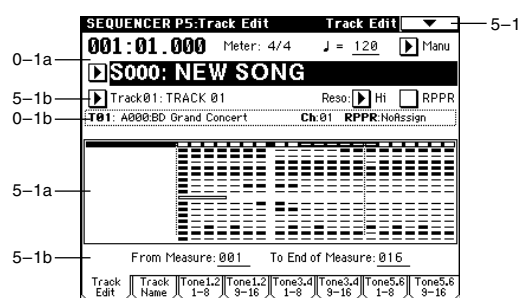 SEQUENCER P5:Track Edit Track Edit
5–1
001:01.000 Meter: 4/4 ♩ = 120 Manu
0–1a
S000: NEW SONG
5–1b
Track01: TRACK 01 Reso: Hi RPPR
0–1b
T01: A000:BD Grand Concert Ch:01 RPPR:NoAssign
5–1a
5–1b
From Measure: 001 To End of Measure: 016
Track Edit
Track Name
Tone1.2 1–8
Tone1.2 9–16
Tone3.4 1–8
Tone3.4 9–16
Tone5.6 1–8
Tone5.6 9–16